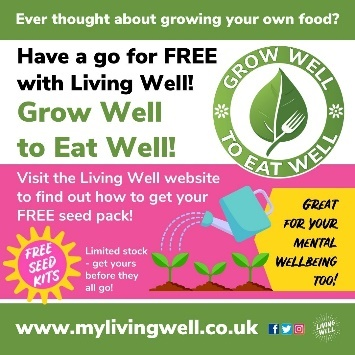 Ever thought about growing your own food?
Have a go for FREE
with Living Well!
Grow Well
to Eat Well!
GROW WELL
TO EAT WELL
Visit the Living Well website
to find out how to get your
FREE seed pack!
FREE
SEED
KITS
Limited stock
- get yours
before they
all go!
GREAT
FOR YOUR
MENTAL
WELLBEING
TOO!
www.mylivingwell.co.uk
LIVING
WELL